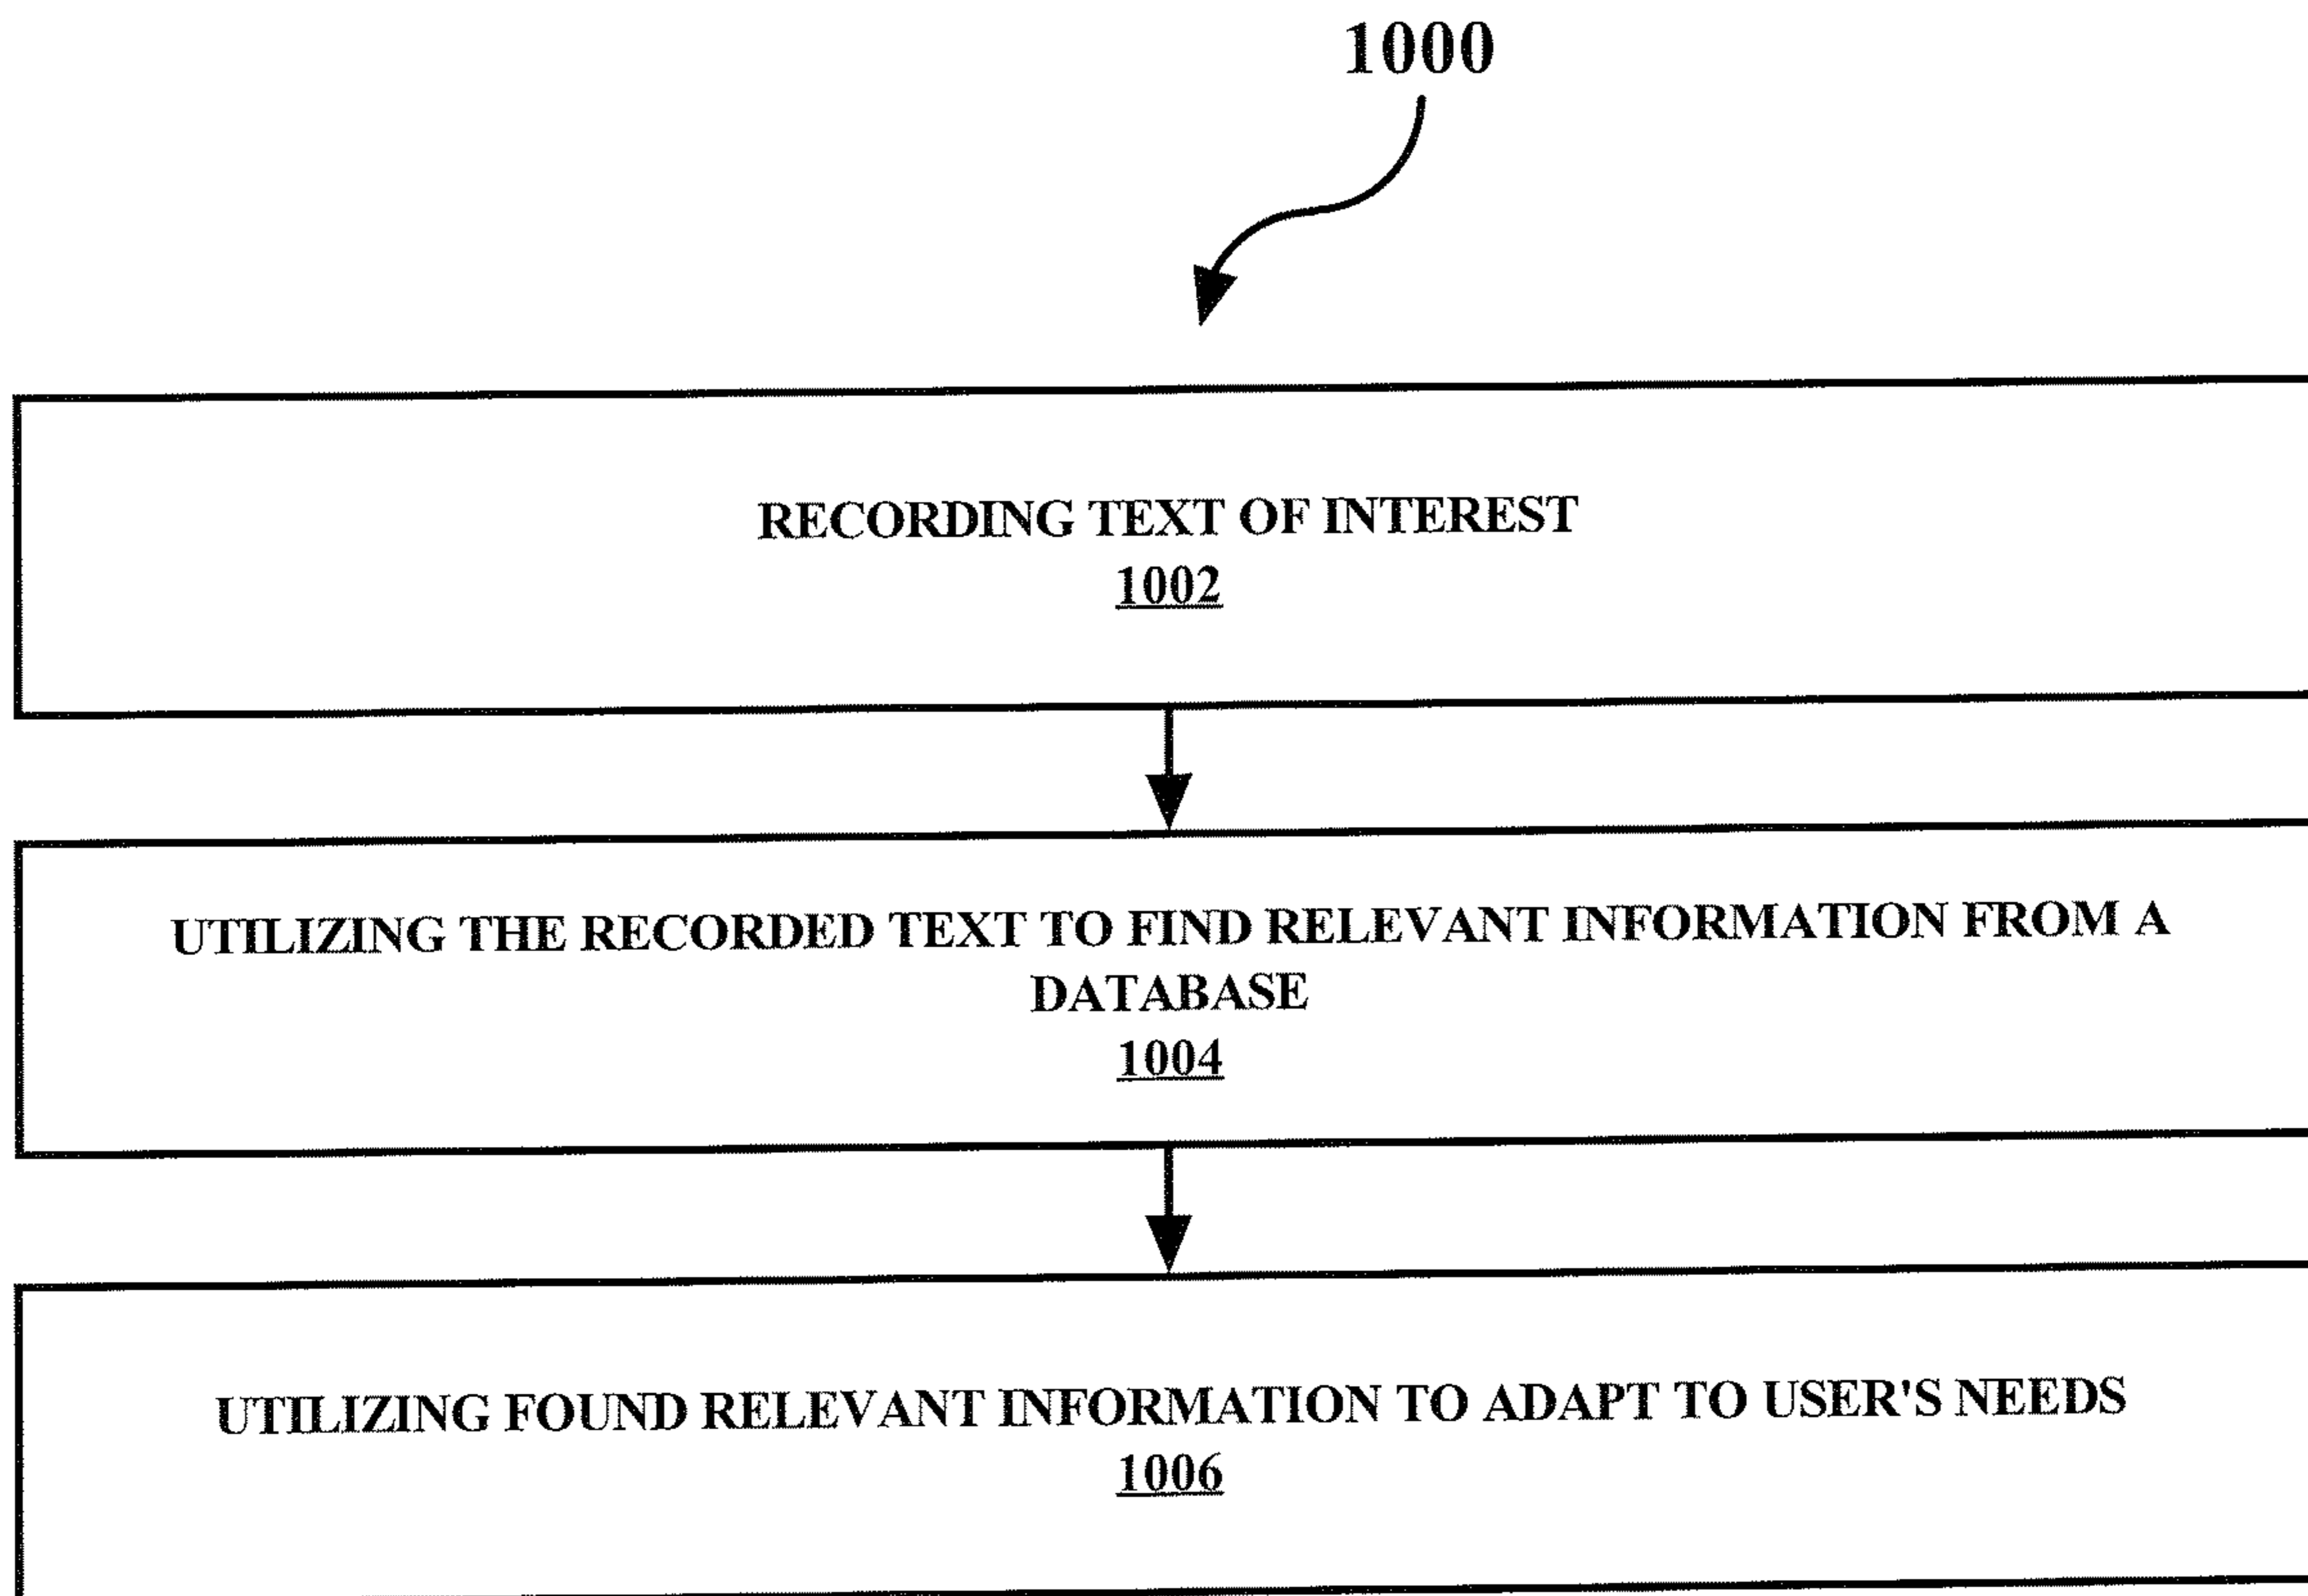 1000
RECORDING TEXT OF INTEREST
1002
UTILIZING THE RECORDED TEXT TO FIND RELEVANT INFORMATION FROM A
DATABASE
1004
UTILIZING FOUND RELEVANT INFORMATION TO ADAPT TO USER'S NEEDS
1006